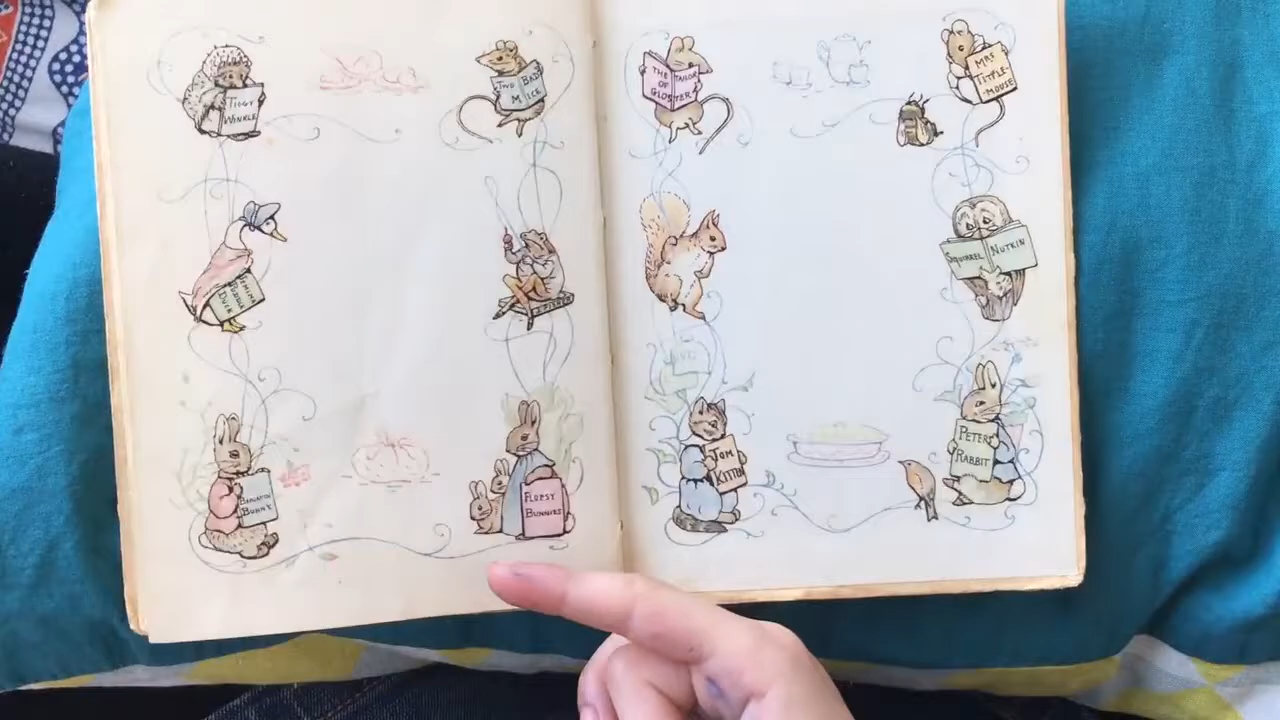 TIGGY
WINKLE
TWO BAD
MICE
JEMIMA
PUDDLE
DUCK
BENJAMIN
BUNNY
FLOPSY
BUNNIES
THE TAILOR
OF
GLOSTER
MRS
TITTLE-
MOUSE
SQUIRREL NUTKIN
TOM
KITTEN
PETER
RABBIT